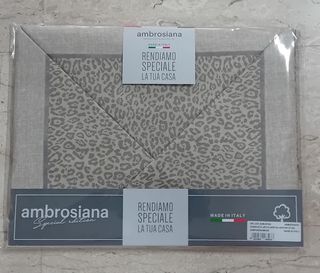 ambrosiana
RENDIAMO
SPECIALE
LA TUA CASA
ambrosiana
Special edition
RENDIAMO
SPECIALE
LA TUA CASA
MADE IN ITALY